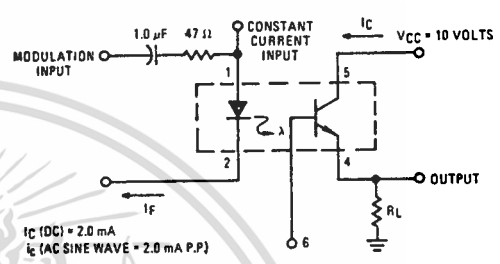 CONSTANT
CURRENT
INPUT
1.0 μF
47 Ω
MODULATION
INPUT
IC
VCC = 10 VOLTS
1
5
λ
2
4
IF
OUTPUT
RL
6
IC (DC) = 2.0 mA
ic (AC SINE WAVE = 2.0 mA P.P.)